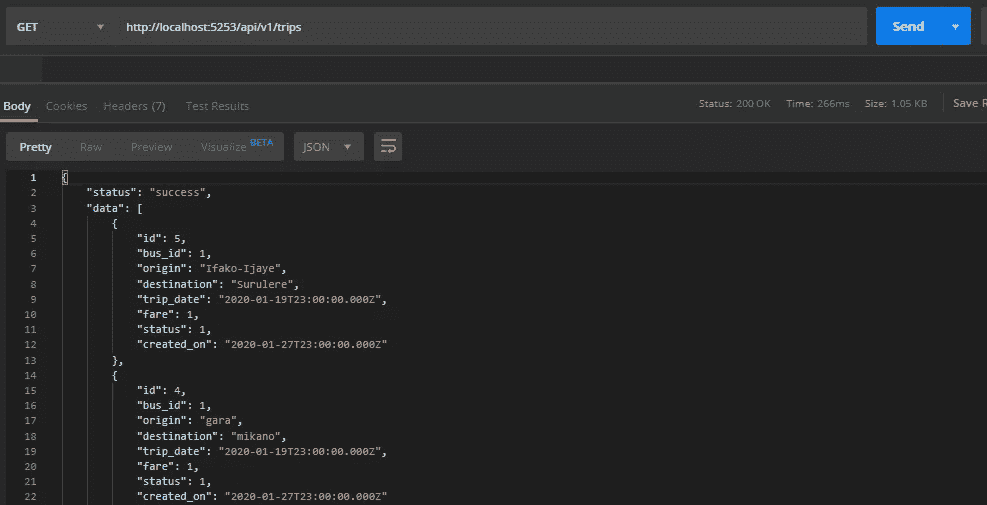 GET http://localhost:5253/api/v1/trips Send
Body Cookies Headers (7) Test Results Status: 200 OK Time: 266ms Size: 1.05 KB Save R
Pretty Raw Preview Visualize BETA JSON
1 {
2 "status": "success",
3 "data": [
4 {
5 "id": 5,
6 "bus_id": 1,
7 "origin": "Ifako-Ijaye",
8 "destination": "Surulere",
9 "trip_date": "2020-01-19T23:00:00.000Z",
10 "fare": 1,
11 "status": 1,
12 "created_on": "2020-01-27T23:00:00.000Z"
13 },
14 {
15 "id": 4,
16 "bus_id": 1,
17 "origin": "gara",
18 "destination": "mikano",
19 "trip_date": "2020-01-19T23:00:00.000Z",
20 "fare": 1,
21 "status": 1,
22 "created_on": "2020-01-27T23:00:00.000Z"